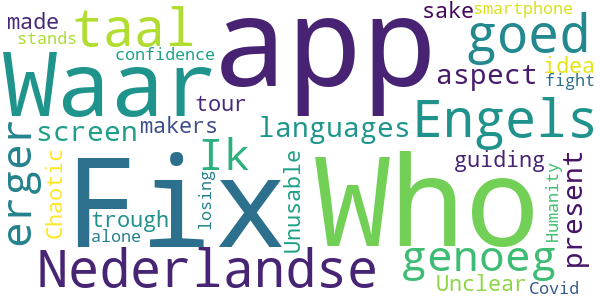 made
stands
taal
app
sake
smartphone
goed
confidence
Waar
aspect
idea
fight
tour
makers
screen
languages
Engels
erger
Ik
guiding
Chaotic
Fix
Who
trough
losing
Unusable
present
Humanity
alone
Nederlandse
genoeg
Unclear
Covid